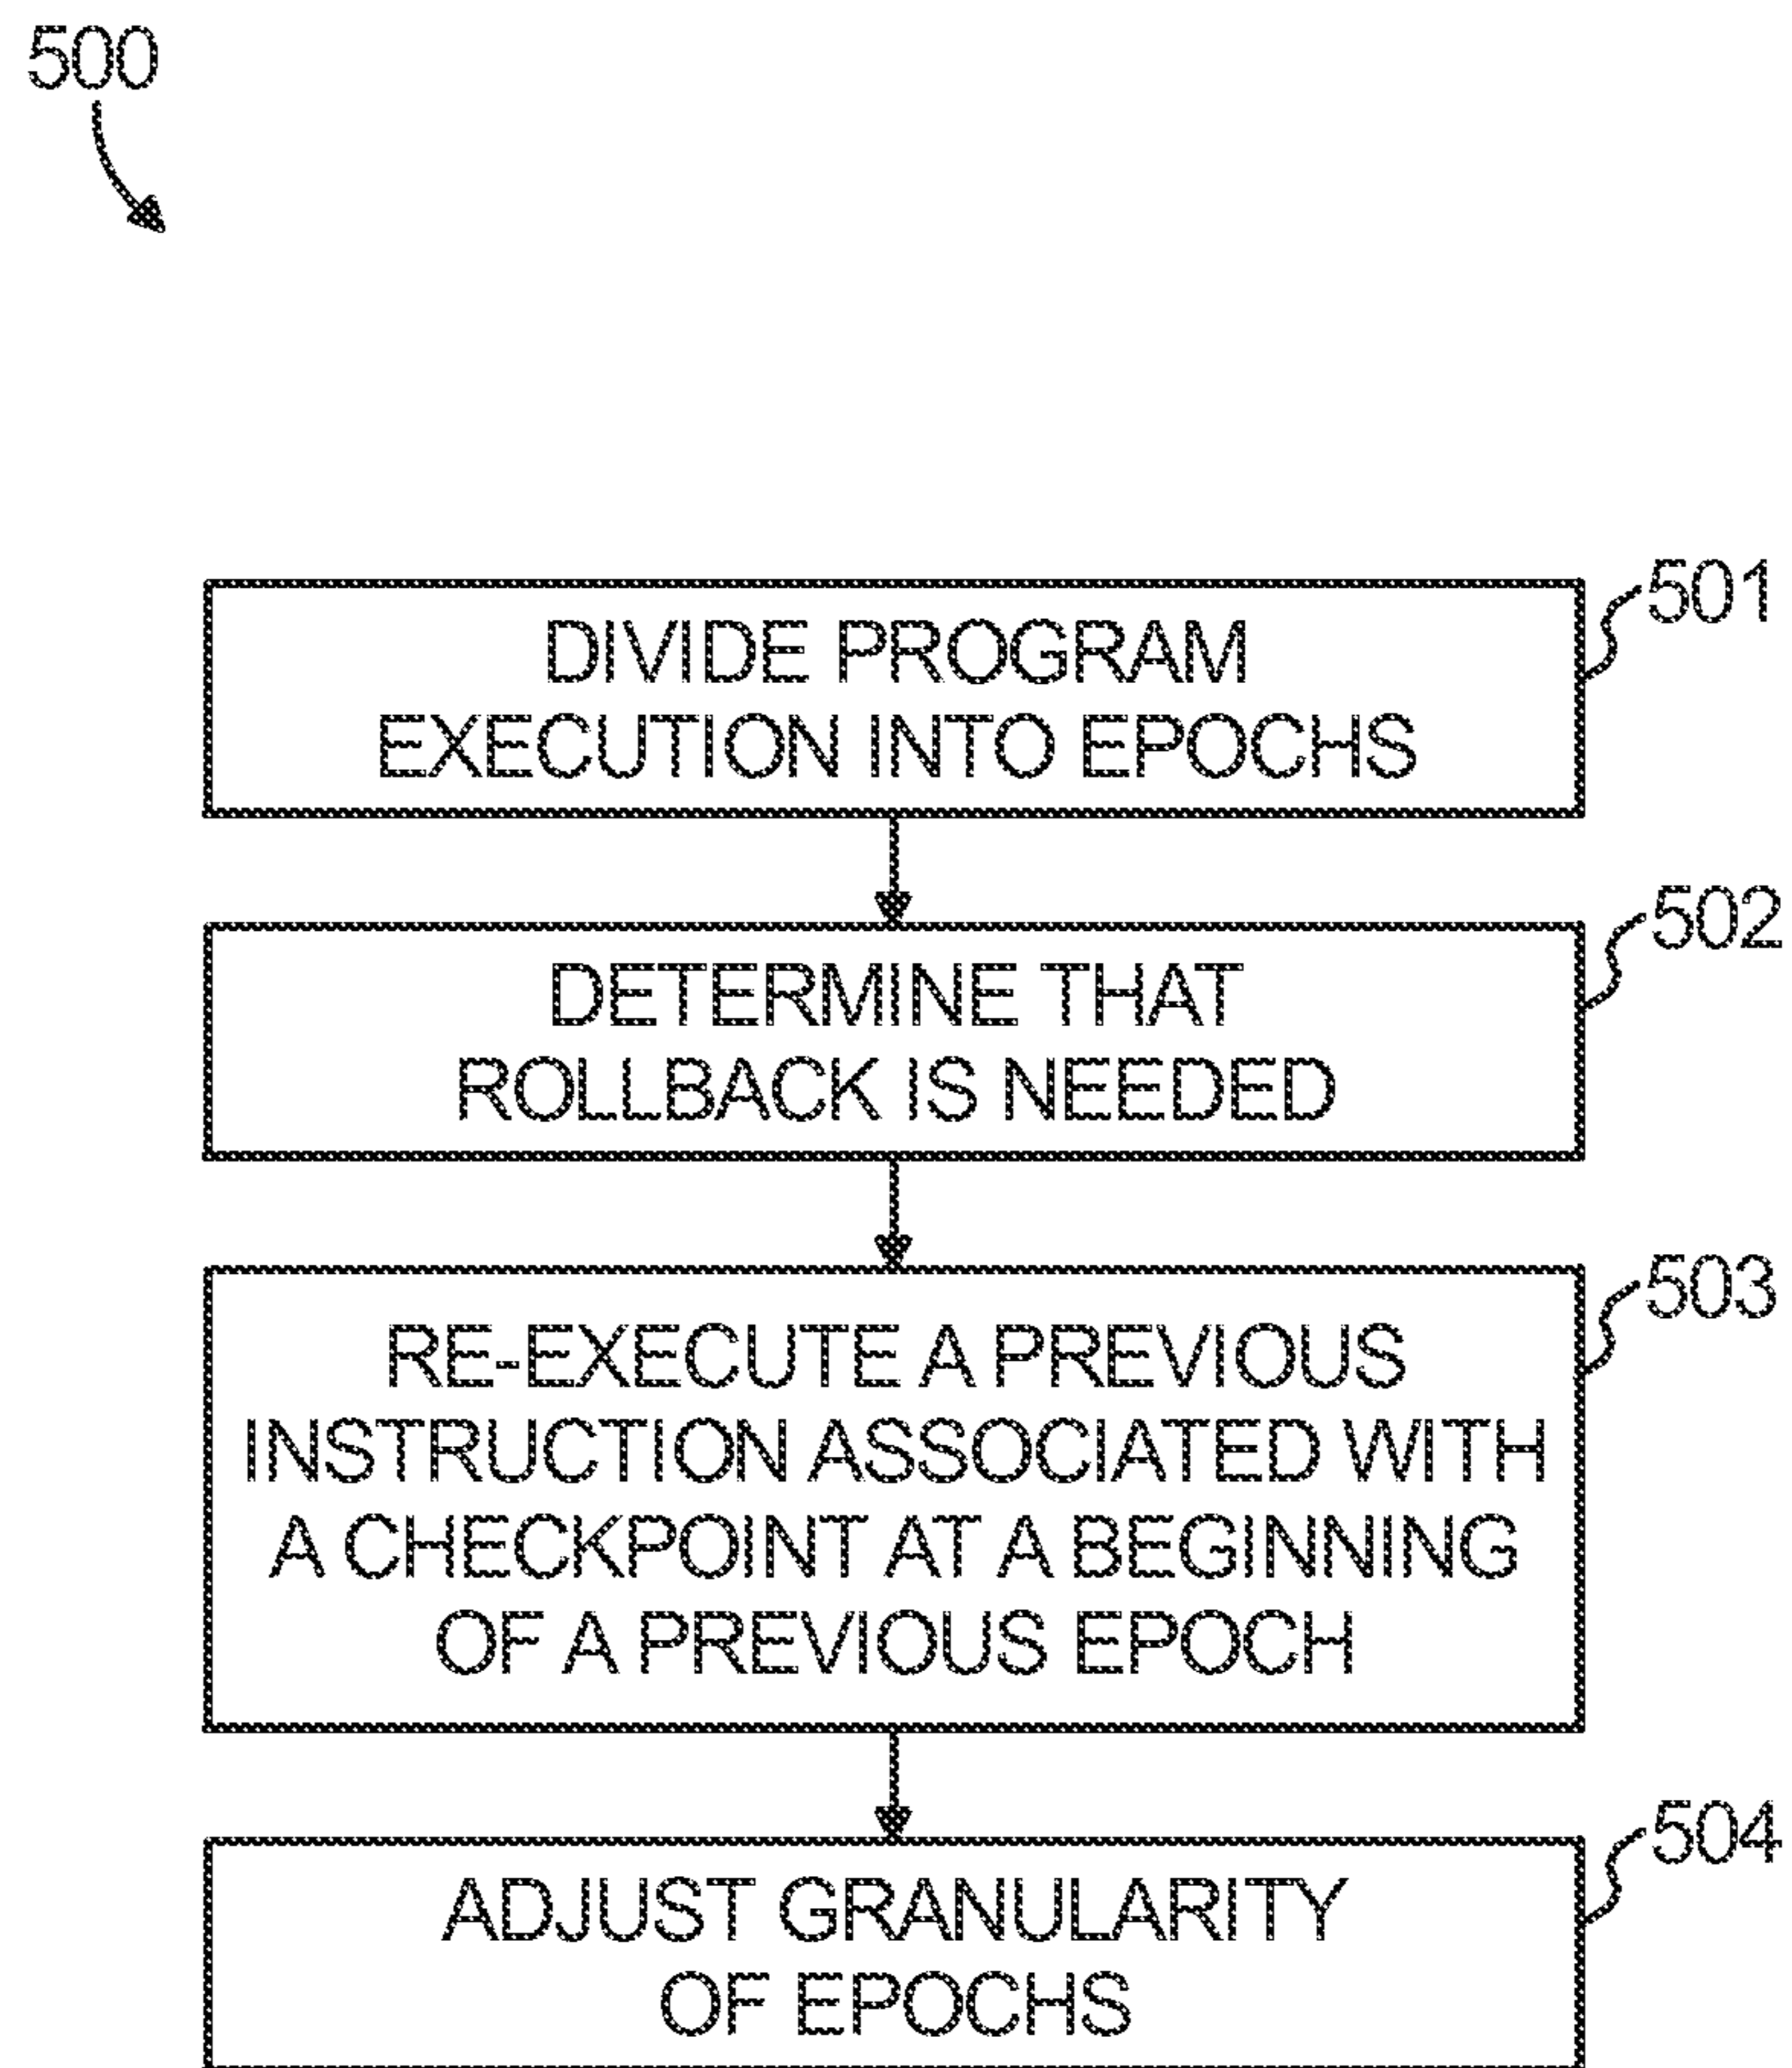 500
501
DIVIDE PROGRAM
EXECUTION INTO EPOCHS
502
DETERMINE THAT
ROLLBACK IS NEEDED
503
RE-EXECUTE A PREVIOUS
INSTRUCTION ASSOCIATED WITH
A CHECKPOINT AT A BEGINNING
OF A PREVIOUS EPOCH
504
ADJUST GRANULARITY
OF EPOCHS